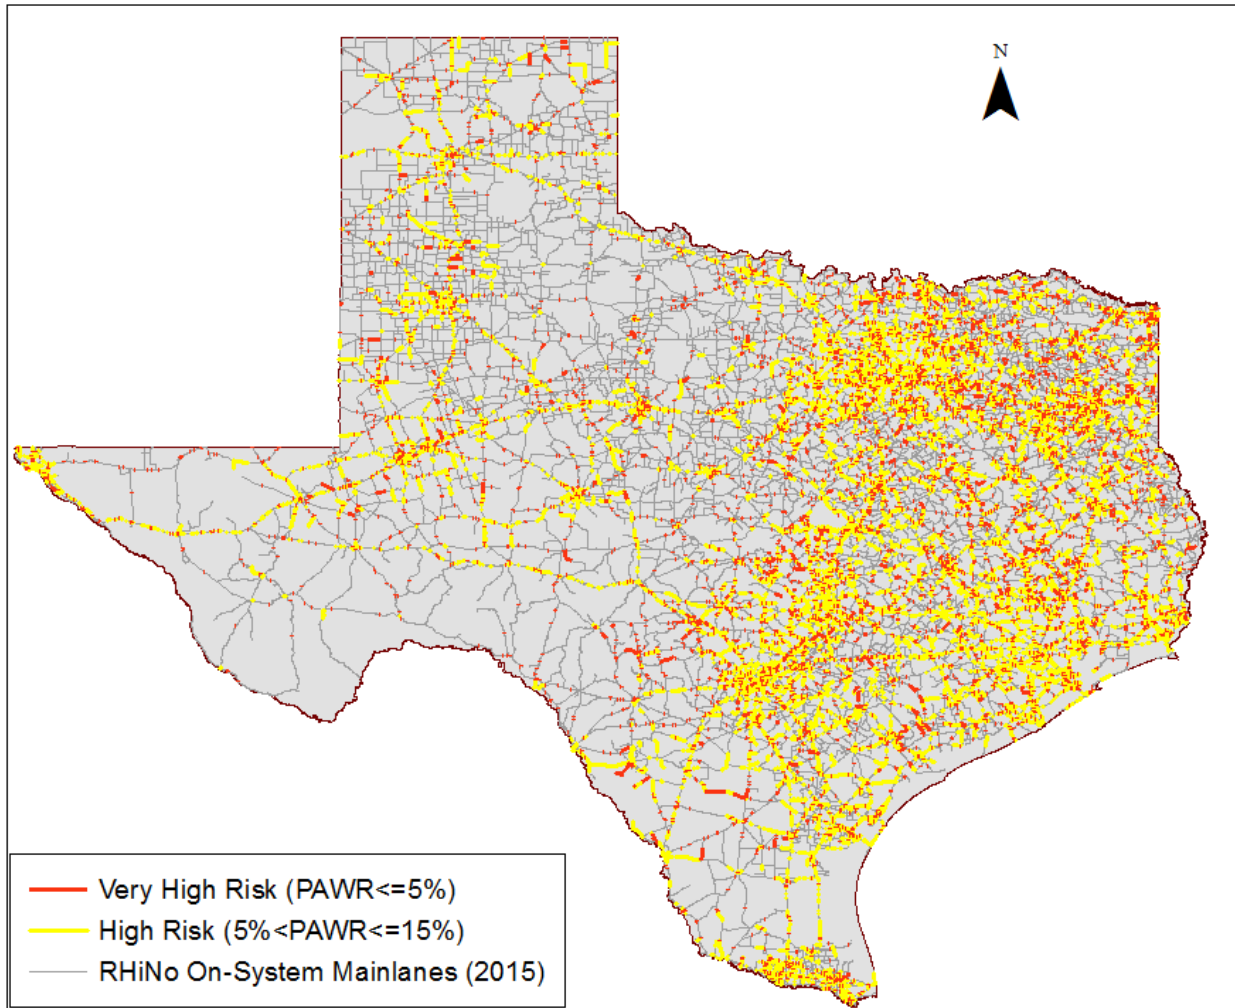 N
Very High Risk (PAWR<=5%)
High Risk (5%<PAWR<=15%)
RHiNo On-System Mainlanes (2015)